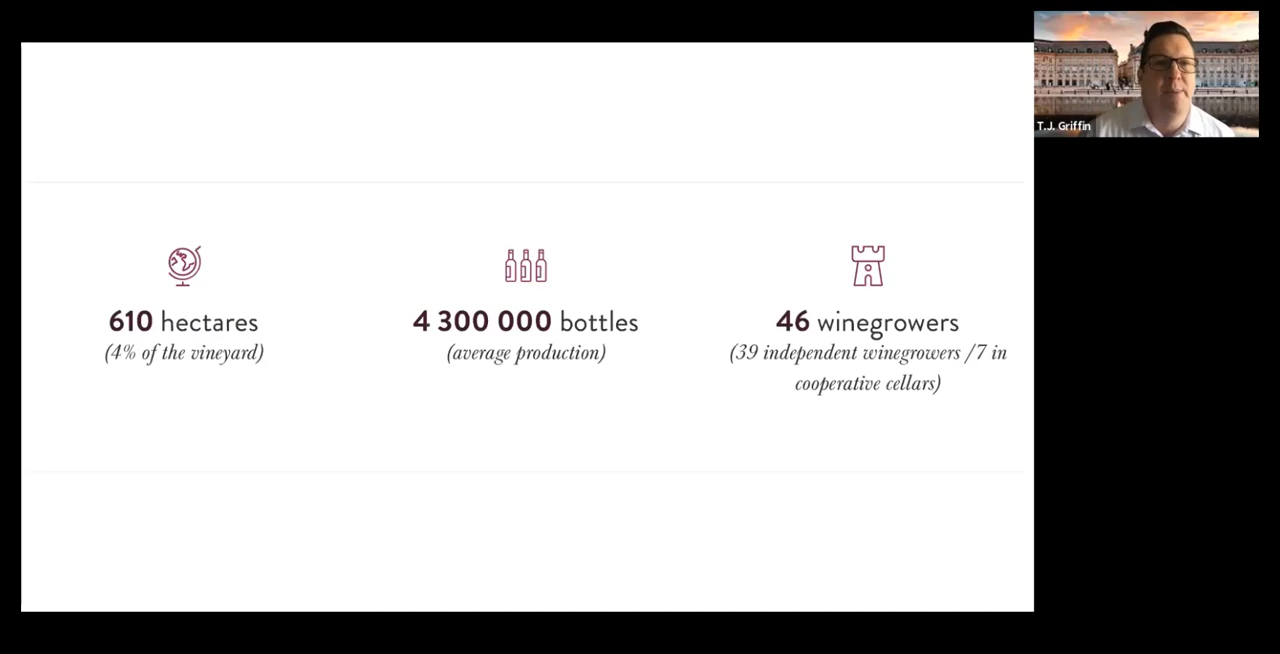 610 hectares
(4% of the vineyard)
4 300 000 bottles
(average production)
46 winegrowers
(39 independent winegrowers /7 in
cooperative cellars)
T.J. Griffin